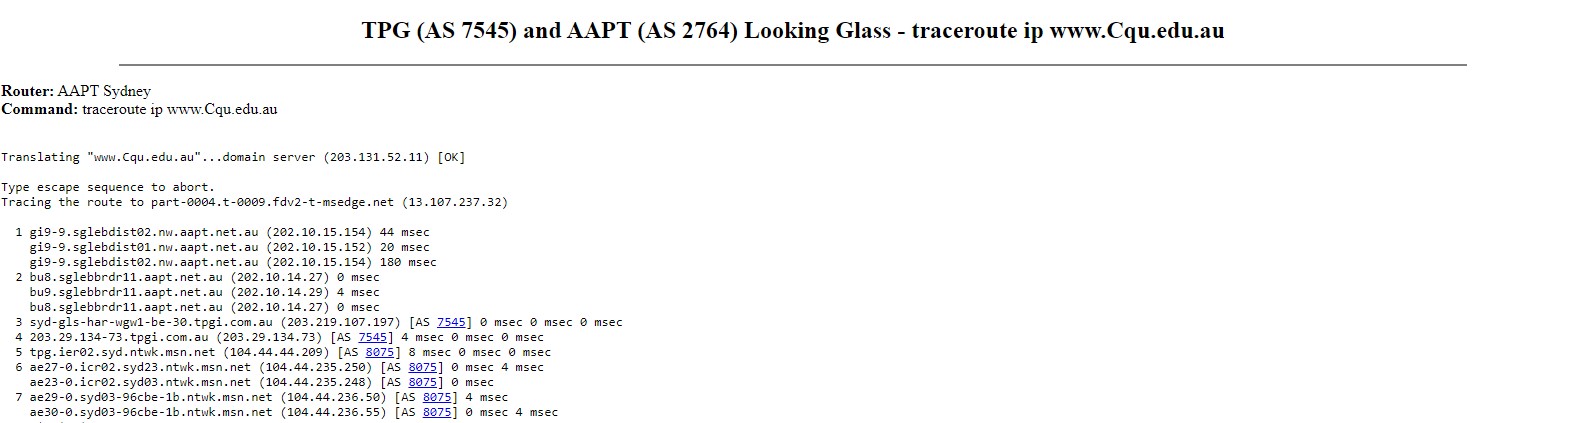 TPG (AS 7545) and AAPT (AS 2764) Looking Glass - traceroute ip www.Cqu.edu.au
Router: AAPT Sydney
Command: traceroute ip www.Cqu.edu.au
Translating "www.Cqu.edu.au"...domain server (203.131.52.11) [OK]
Type escape sequence to abort.
Tracing the route to part-0004.t-0009.fdv2-t-msedge.net (13.107.237.32)
1 gi9-9.sglebdist02.nw.aapt.net.au (202.10.15.154) 44 msec
gi9-9.sglebdist01.nw.aapt.net.au (202.10.15.152) 20 msec
gi9-9.sglebdist02.nw.aapt.net.au (202.10.15.154) 180 msec
2 bu8.sglebbrdr11.aapt.net.au (202.10.14.27) 0 msec
bu9.sglebbrdr11.aapt.net.au (202.10.14.29) 4 msec
bu8.sglebbrdr11.aapt.net.au (202.10.14.27) 0 msec
3 syd-gls-har-wgw1-be-30.tpgi.com.au (203.219.107.197) [AS 7545] 0 msec 0 msec 0 msec
4 203.29.134-73.tpgi.com.au (203.29.134.73) [AS 7545] 4 msec 0 msec 0 msec
5 tpg.ier02.syd.ntwk.msn.net (104.44.44.209) [AS 8075] 8 msec 0 msec 0 msec
6 ae27-0.icr02.syd23.ntwk.msn.net (104.44.235.250) [AS 8075] 0 msec 4 msec
ae23-0.icr02.syd03.ntwk.msn.net (104.44.235.248) [AS 8075] 0 msec
7 ae29-0.syd03-96cbe-1b.ntwk.msn.net (104.44.236.50) [AS 8075] 4 msec
ae30-0.syd03-96cbe-1b.ntwk.msn.net (104.44.236.55) [AS 8075] 0 msec 4 msec